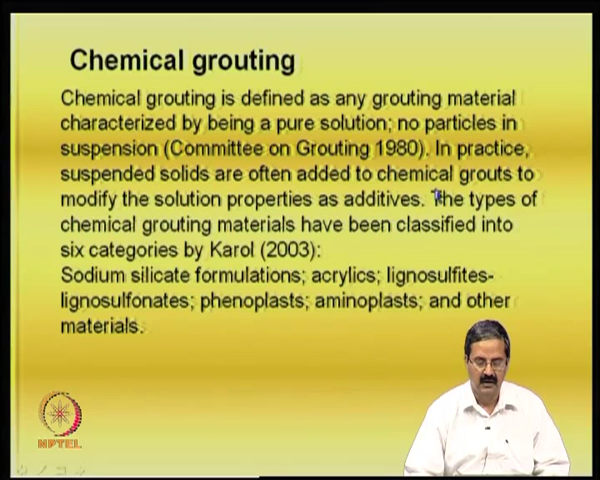 Chemical grouting
Chemical grouting is defined as any grouting material
characterized by being a pure solution; no particles in
suspension (Committee on Grouting 1980). In practice,
suspended solids are often added to chemical grouts to
modify the solution properties as additives. The types of
chemical grouting materials have been classified into
six categories by Karol (2003):
Sodium silicate formulations; acrylics; lignosulfites-
lignosulfonates; phenoplasts; aminoplasts; and other
materials.
NPTEL